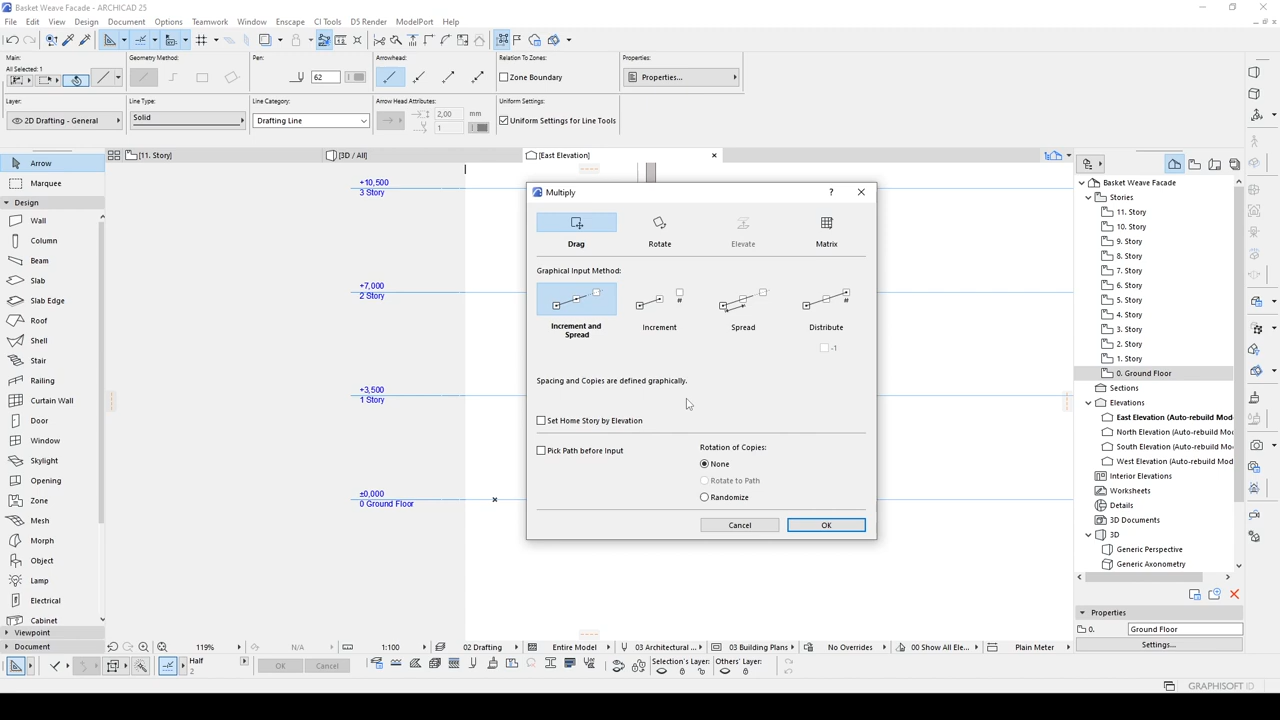 Basket Weave Facade - ARCHICAD 25
File Edit View Design Document Options Teamwork Window Enscape CI Tools D5 Render ModelPort Help
Main: Geometry Method: Pen: Arrowhead: Relation To Zones: Properties:
All Selected: 1
62
Zone Boundary
Properties...
Layer: Line Type: Line Category: Arrow Head Attributes: Uniform Settings:
2D Drafting - General
Solid
Drafting Line
2,00 mm
1
Uniform Settings for Line Tools
[11. Story]
[3D / All]
[East Elevation]
Arrow
Marquee
Design
Wall
Column
Beam
Slab
Slab Edge
Roof
Shell
Stair
Railing
Curtain Wall
Door
Window
Skylight
Opening
Zone
Mesh
Morph
Object
Lamp
Electrical
Cabinet
Viewpoint
Document
+10,500
3 Story
+7,000
2 Story
+3,500
1 Story
±0,000
0 Ground Floor
Multiply
?
Drag
Rotate
Elevate
Matrix
Graphical Input Method:
#
#
Increment and Spread
Increment
Spread
Distribute
-1
Spacing and Copies are defined graphically.
Set Home Story by Elevation
Pick Path before Input
Rotation of Copies:
None
Rotate to Path
Randomize
Cancel
OK
Basket Weave Facade
Stories
11. Story
10. Story
9. Story
8. Story
7. Story
6. Story
5. Story
4. Story
3. Story
2. Story
1. Story
0. Ground Floor
Sections
Elevations
East Elevation (Auto-rebuild Mod
North Elevation (Auto-rebuild Mo
South Elevation (Auto-rebuild Mo
West Elevation (Auto-rebuild Mod
Interior Elevations
Worksheets
Details
3D Documents
3D
Generic Perspective
Generic Axonometry
Properties
0.
Ground Floor
Settings...
119%
N/A
1:100
02 Drafting
Entire Model
03 Architectural ...
03 Building Plans
No Overrides
00 Show All Ele...
Plain Meter
Half
2
OK
Cancel
Selection's Layer:
Others' Layer:
GRAPHISOFT